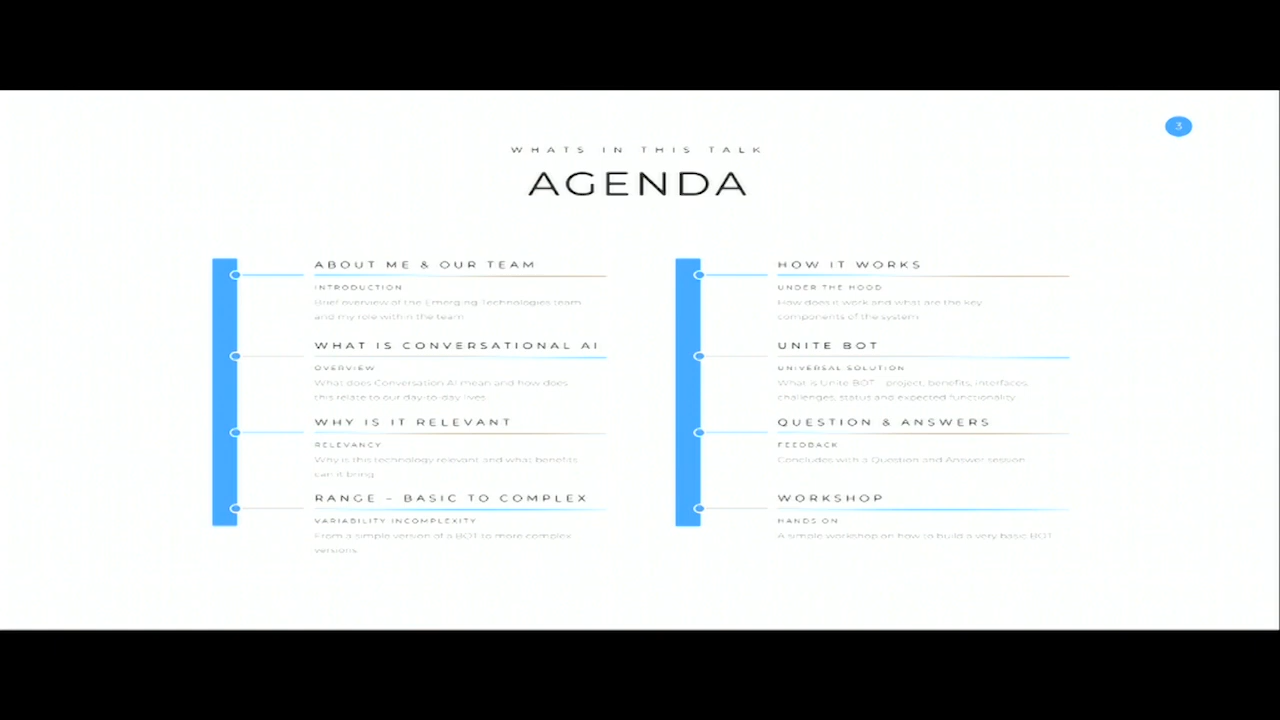 3
WHATS IN THIS TALK
AGENDA
ABOUT ME & OUR TEAM
INTRODUCTION
Brief overview of the Emerging Technologies team
and my role within the team
WHAT IS CONVERSATIONAL AI
OVERVIEW
What does Conversation AI mean and how does
this relate to our day-to-day lives
WHY IS IT RELEVANT
RELEVANCY
Why is this technology relevant and what benefits
can it bring
RANGE – BASIC TO COMPLEX
VARIABILITY INCOMPLEXITY
From a simple version of a BOT to more complex
versions
HOW IT WORKS
UNDER THE HOOD
How does it work and what are the key
components of the system
UNITE BOT
UNIVERSAL SOLUTION
What is Unite BOT – project, benefits, interfaces,
challenges, status and expected functionality
QUESTION & ANSWERS
FEEDBACK
Concludes with a Question and Answer session
WORKSHOP
HANDS ON
A simple workshop on how to build a very basic BOT